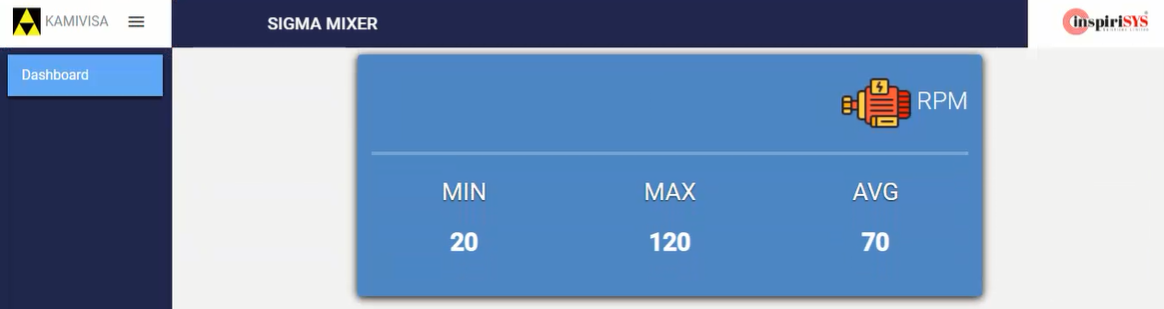 KAMIVISA
SIGMA MIXER
inspiriSYS
Dashboard
RPM
MIN MAX AVG
20 120 70